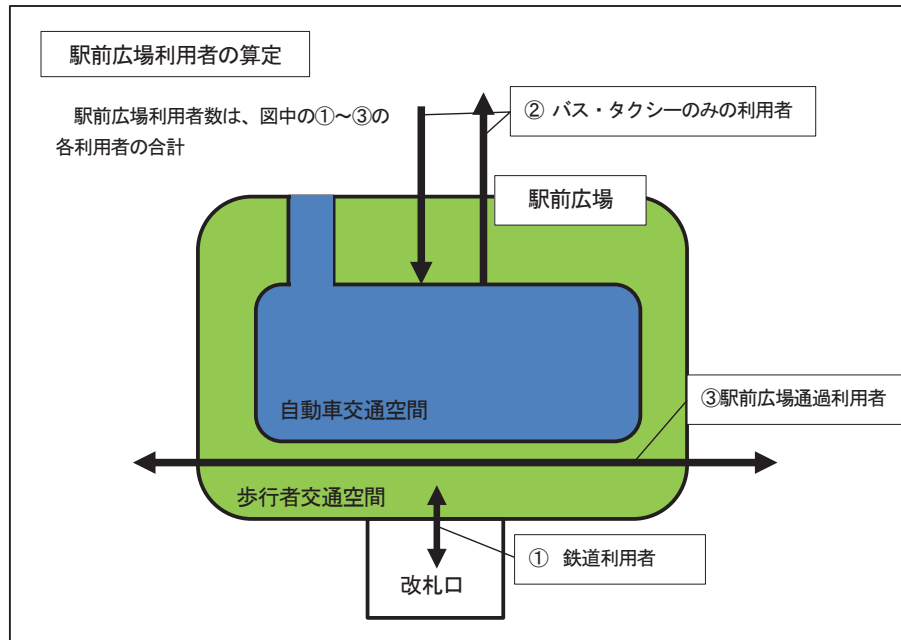 駅前広場利用者の算定
駅前広場利用者数は、図中の①～③の
各利用者の合計
② バス・タクシーのみの利用者
駅前広場
自動車交通空間
③駅前広場通過利用者
歩行者交通空間
① 鉄道利用者
改札口